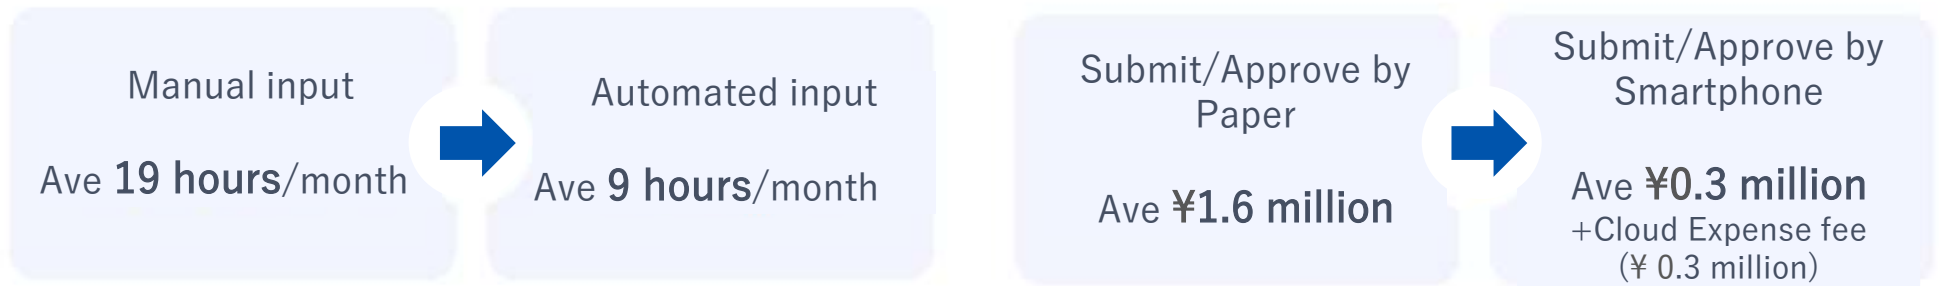 Manual input
Ave 19 hours/month
Automated input
Ave 9 hours/month
Submit/Approve by
Paper
Ave ¥1.6 million
Submit/Approve by
Smartphone
Ave ¥0.3 million
+Cloud Expense fee
(¥ 0.3 million)